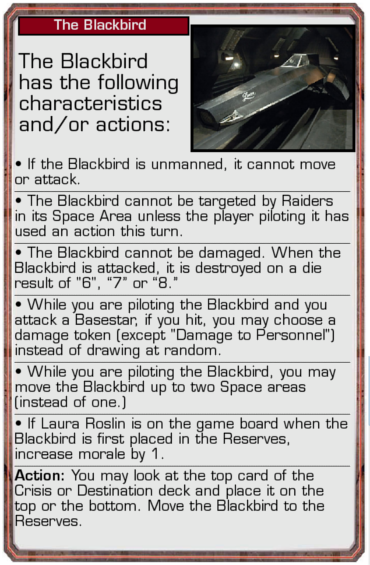 The Blackbird
The Blackbird
has the following
characteristics
and/or actions:
• If the Blackbird is unmanned, it cannot move
or attack.
• The Blackbird cannot be targeted by Raiders
in its Space Area unless the player piloting it has
used an action this turn.
• The Blackbird cannot be damaged. When the
Blackbird is attacked, it is destroyed on a die
result of "6", "7" or "8."
• While you are piloting the Blackbird and you
attack a Basestar, if you hit, you may choose a
damage token (except "Damage to Personnel")
instead of drawing at random.
• While you are piloting the Blackbird, you may
move the Blackbird up to two Space areas
(instead of one.)
• If Laura Roslin is on the game board when the
Blackbird is first placed in the Reserves,
increase morale by 1.
Action: You may look at the top card of the
Crisis or Destination deck and place it on the
top or the bottom. Move the Blackbird to the
Reserves.